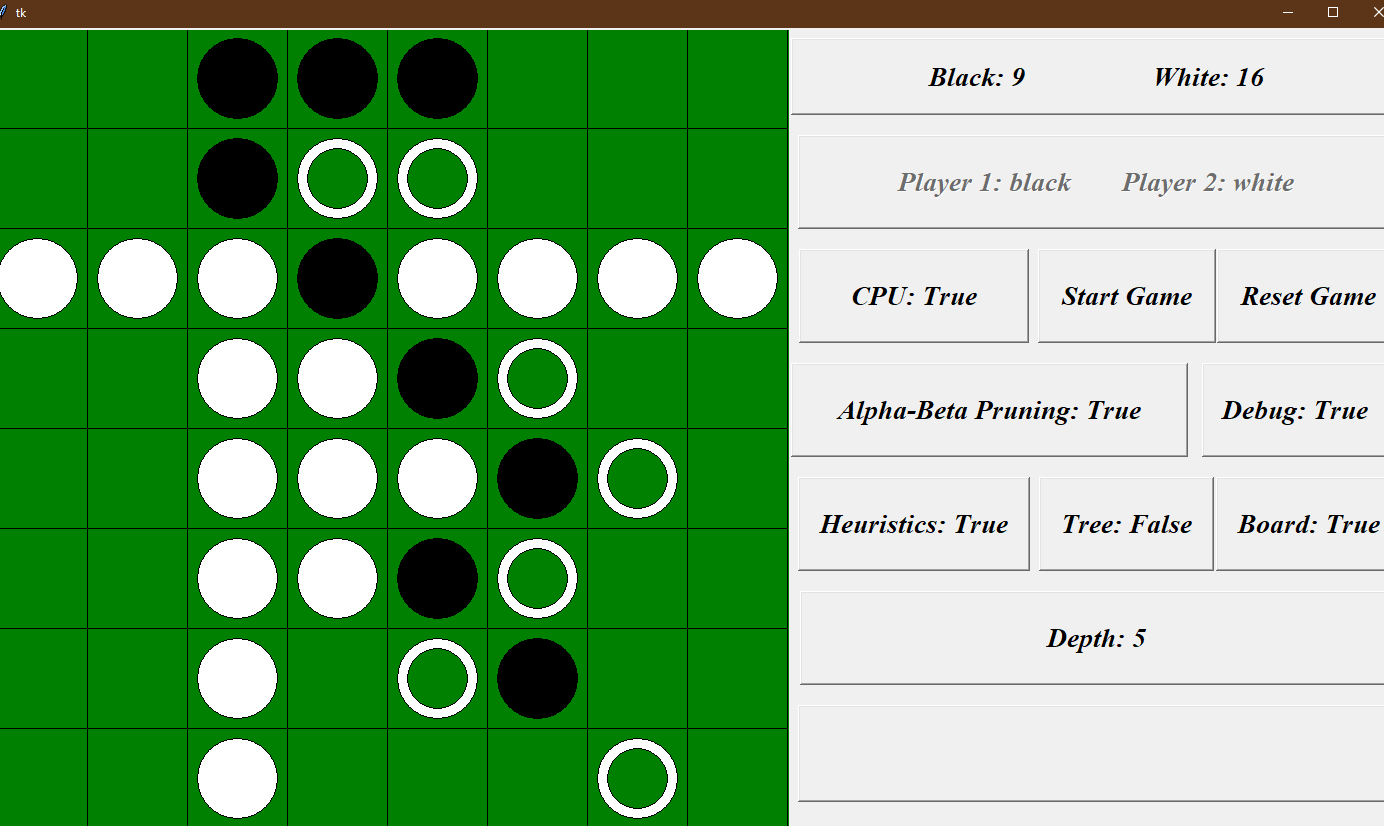 tk
Black: 9 White: 16
Player 1: black Player 2: white
CPU: True Start Game Reset Game
Alpha-Beta Pruning: True Debug: True
Heuristics: True Tree: False Board: True
Depth: 5